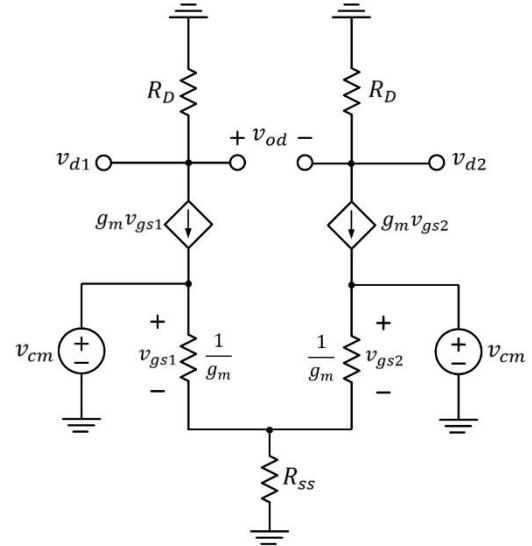 R_D R_D
+ v_od −
v_d1 v_d2
g_m v_gs1 g_m v_gs2
+ +
v_cm + − v_gs1 1/g_m 1/g_m v_gs2 + − v_cm
− −
R_ss